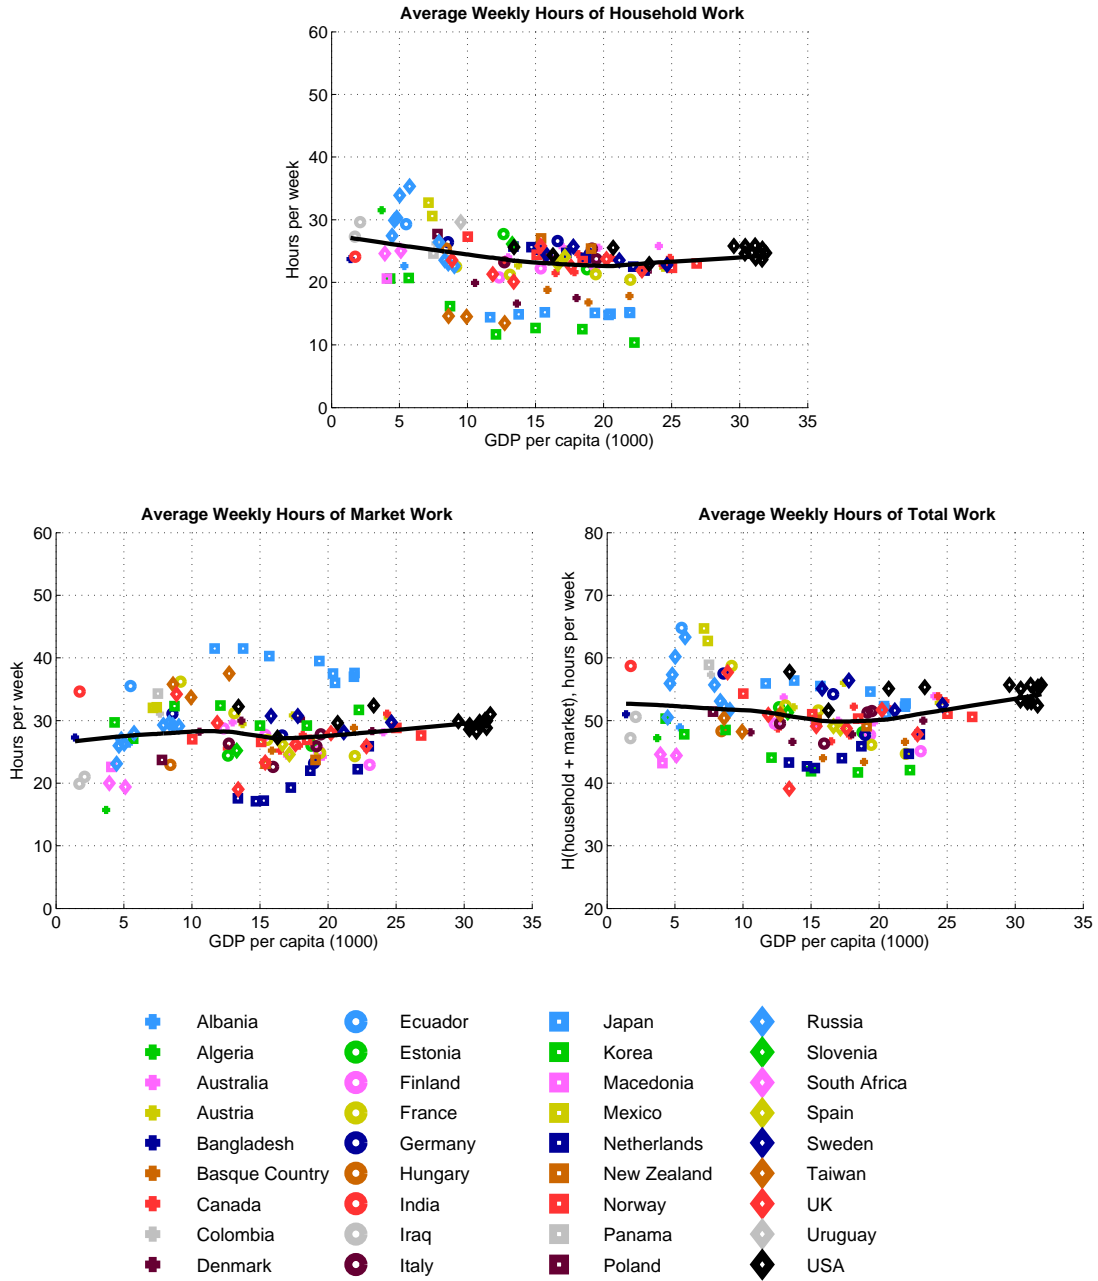 Average Weekly Hours of Household Work
60
50
40
30
20
10
0
Hours per week
0 5 10 15 20 25 30 35
GDP per capita (1000)
Average Weekly Hours of Market Work
60
50
40
30
20
10
0
Hours per week
0 5 10 15 20 25 30 35
GDP per capita (1000)
Average Weekly Hours of Total Work
80
70
60
50
40
30
20
H(household + market), hours per week
0 5 10 15 20 25 30 35
GDP per capita (1000)
Albania Ecuador Japan Russia
Algeria Estonia Korea Slovenia
Australia Finland Macedonia South Africa
Austria France Mexico Spain
Bangladesh Germany Netherlands Sweden
Basque Country Hungary New Zealand Taiwan
Canada India Norway UK
Colombia Iraq Panama Uruguay
Denmark Italy Poland USA